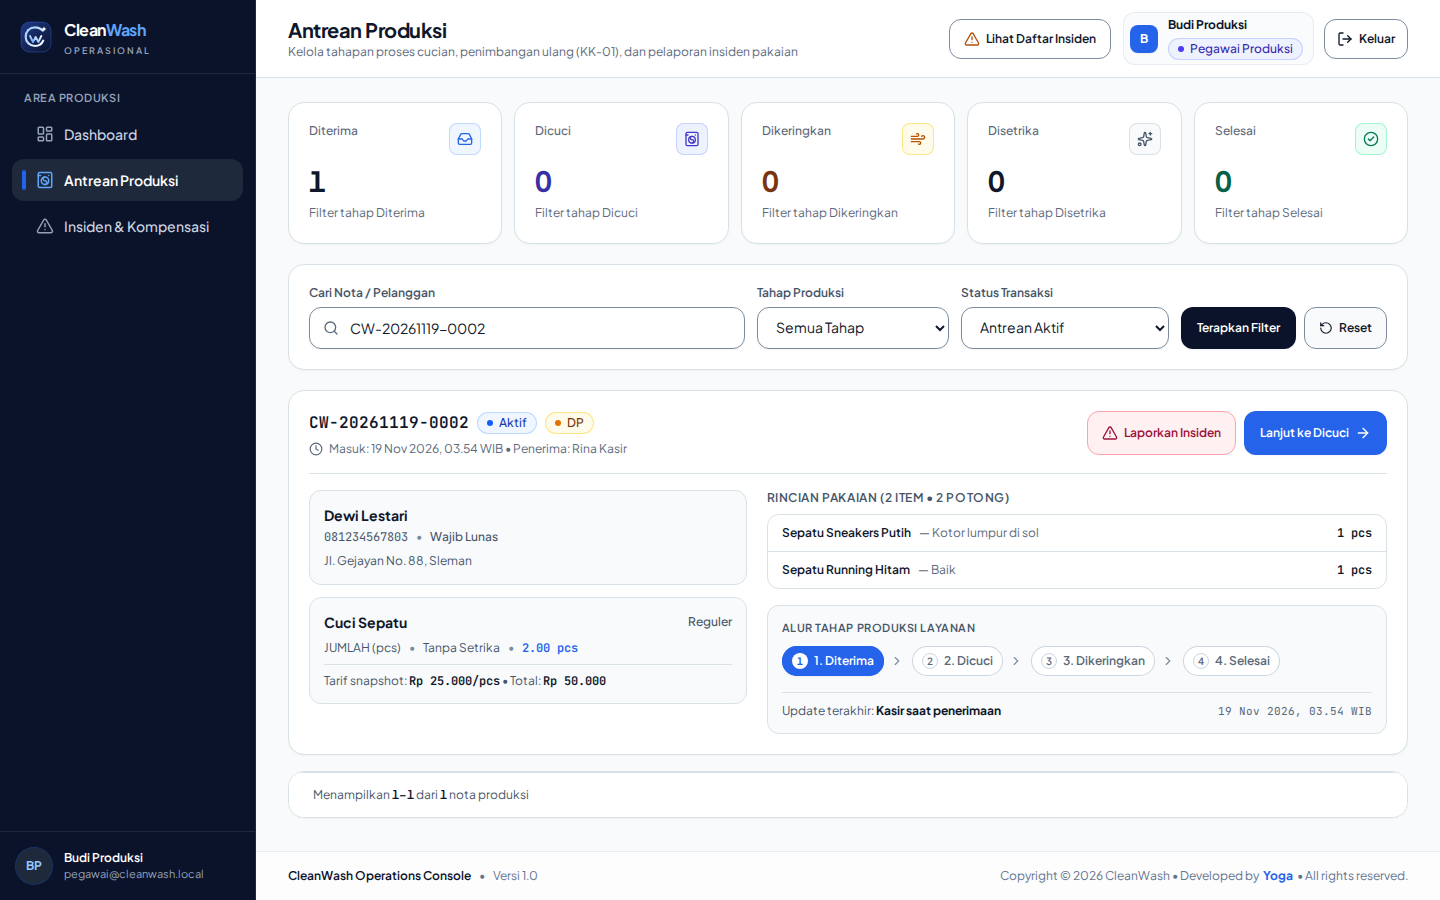 CleanWash
OPERASIONAL
AREA PRODUKSI
Dashboard
Antrean Produksi
Insiden & Kompensasi
BP
Budi Produksi
pegawai@cleanwash.local
Antrean Produksi
Kelola tahapan proses cucian, penimbangan ulang (KK-01), dan pelaporan insiden pakaian
Lihat Daftar Insiden
B
Budi Produksi
Pegawai Produksi
Keluar
Diterima
1
Filter tahap Diterima
Dicuci
0
Filter tahap Dicuci
Dikeringkan
0
Filter tahap Dikeringkan
Disetrika
0
Filter tahap Disetrika
Selesai
0
Filter tahap Selesai
Cari Nota / Pelanggan
CW-20261119-0002
Tahap Produksi
Semua Tahap
Status Transaksi
Antrean Aktif
Terapkan Filter
Reset
CW-20261119-0002 Aktif DP
Masuk: 19 Nov 2026, 03.54 WIB • Penerima: Rina Kasir
Laporkan Insiden
Lanjut ke Dicuci
Dewi Lestari
081234567803 • Wajib Lunas
Jl. Gejayan No. 88, Sleman
Cuci Sepatu Reguler
JUMLAH (pcs) • Tanpa Setrika • 2.00 pcs
Tarif snapshot: Rp 25.000/pcs • Total: Rp 50.000
RINCIAN PAKAIAN (2 ITEM • 2 POTONG)
Sepatu Sneakers Putih — Kotor lumpur di sol 1 pcs
Sepatu Running Hitam — Baik 1 pcs
ALUR TAHAP PRODUKSI LAYANAN
1 1. Diterima 2 2. Dicuci 3 3. Dikeringkan 4 4. Selesai
Update terakhir: Kasir saat penerimaan 19 Nov 2026, 03.54 WIB
Menampilkan 1–1 dari 1 nota produksi
CleanWash Operations Console • Versi 1.0
Copyright © 2026 CleanWash • Developed by Yoga • All rights reserved.